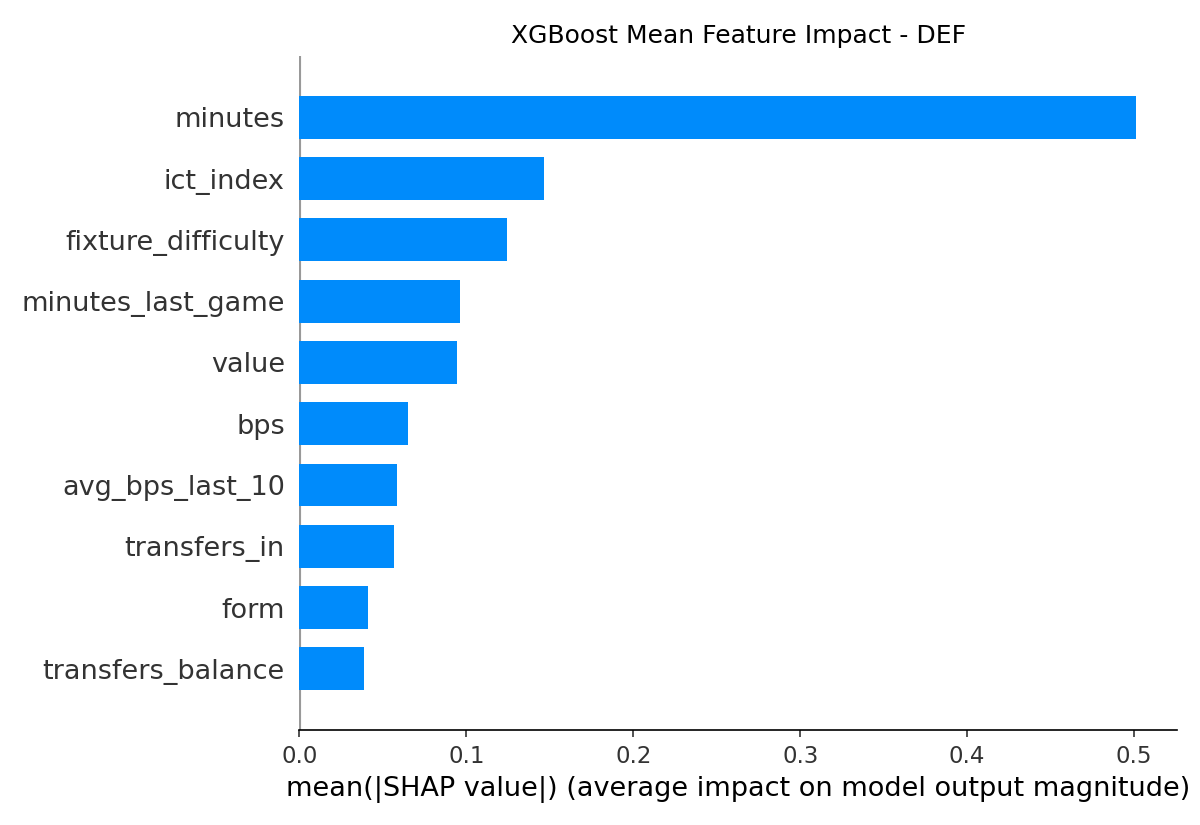 XGBoost Mean Feature Impact - DEF
minutes
ict_index
fixture_difficulty
minutes_last_game
value
bps
avg_bps_last_10
transfers_in
form
transfers_balance
0.0 0.1 0.2 0.3 0.4 0.5
mean(|SHAP value|) (average impact on model output magnitude)